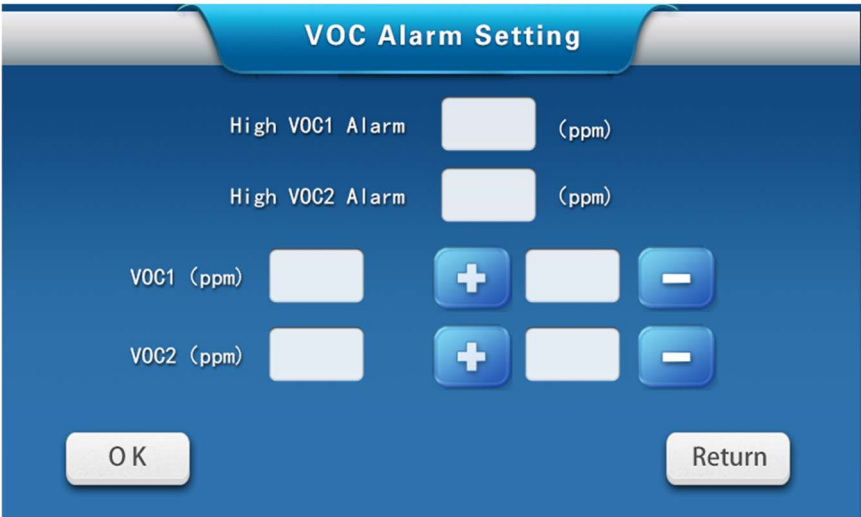 VOC Alarm Setting
High VOC1 Alarm (ppm)
High VOC2 Alarm (ppm)
VOC1 (ppm) + -
VOC2 (ppm) + -
OK Return